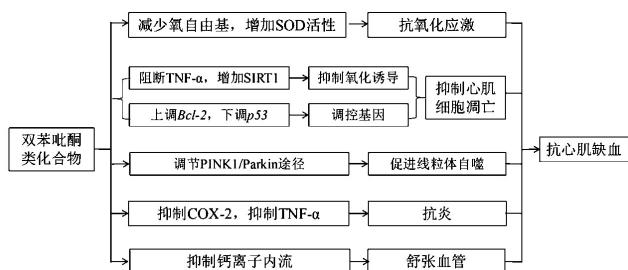 减少氧自由基，增加SOD活性
抗氧化应激
阻断TNF-α，增加SIRT1
抑制氧化诱导
上调Bcl-2，下调p53
调控基因
抑制心肌
细胞凋亡
双苯吡酮
类化合物
调节PINK1/Parkin途径
促进线粒体自噬
抗心肌缺血
抑制COX-2，抑制TNF-α
抗炎
抑制钙离子内流
舒张血管